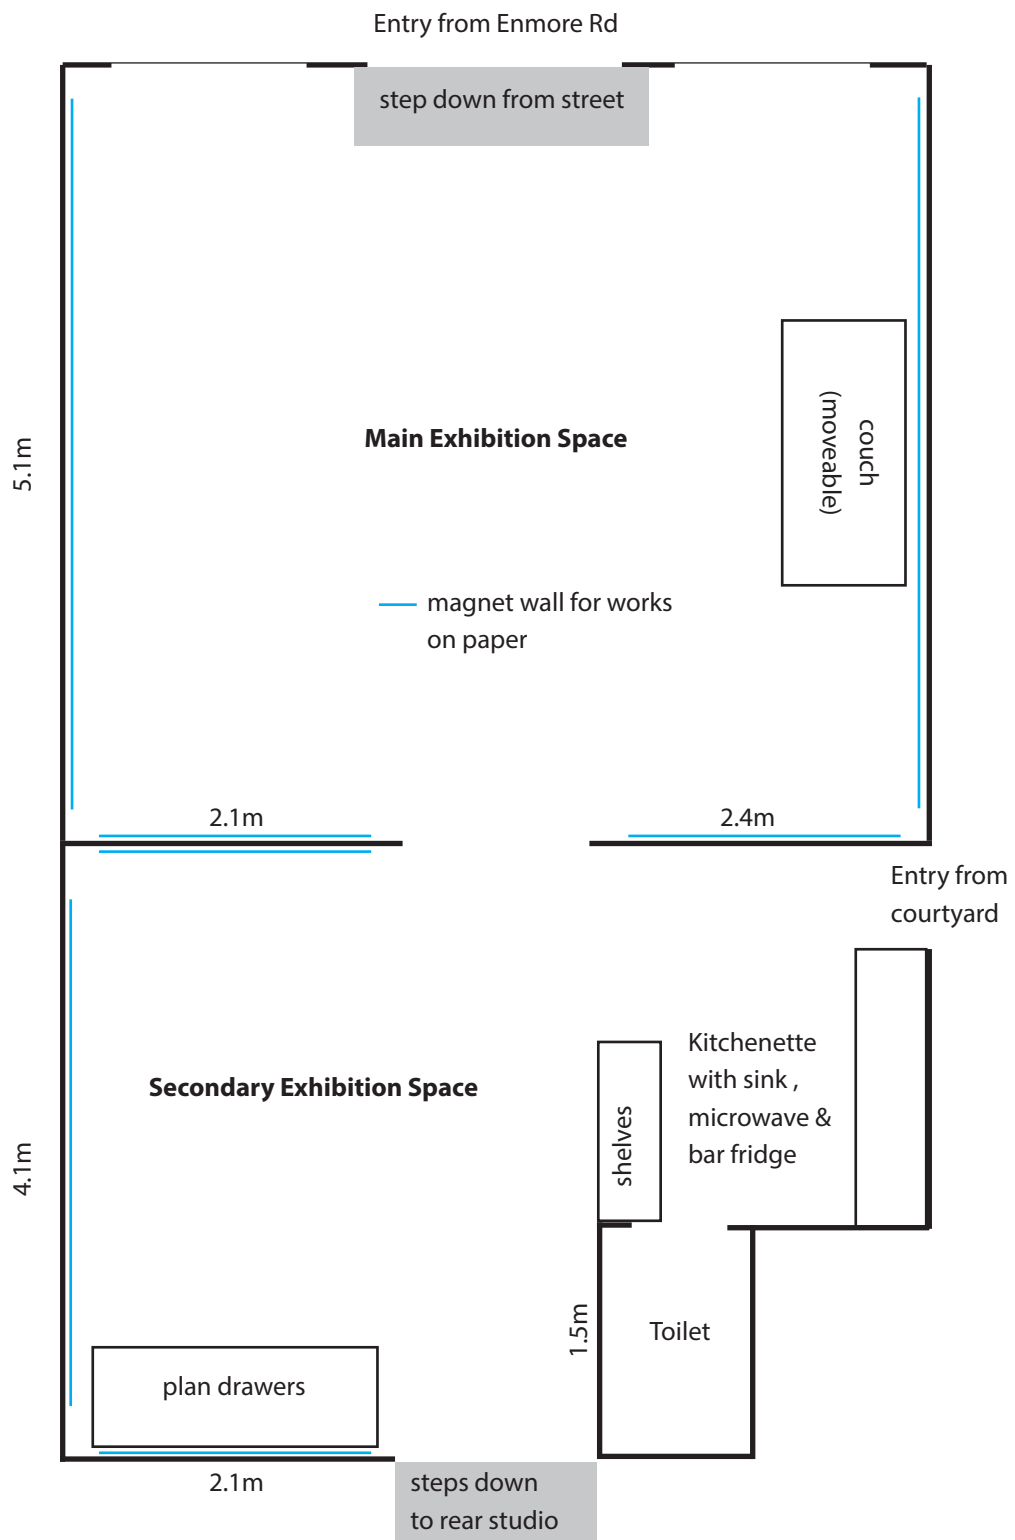 Entry from Enmore Rd
step down from street
Main Exhibition Space
couch
(moveable)
5.1m
magnet wall for works
on paper
2.1m
2.4m
Entry from
courtyard
Kitchenette
with sink ,
microwave &
bar fridge
Secondary Exhibition Space
shelves
4.1m
1.5m
Toilet
plan drawers
2.1m
steps down
to rear studio